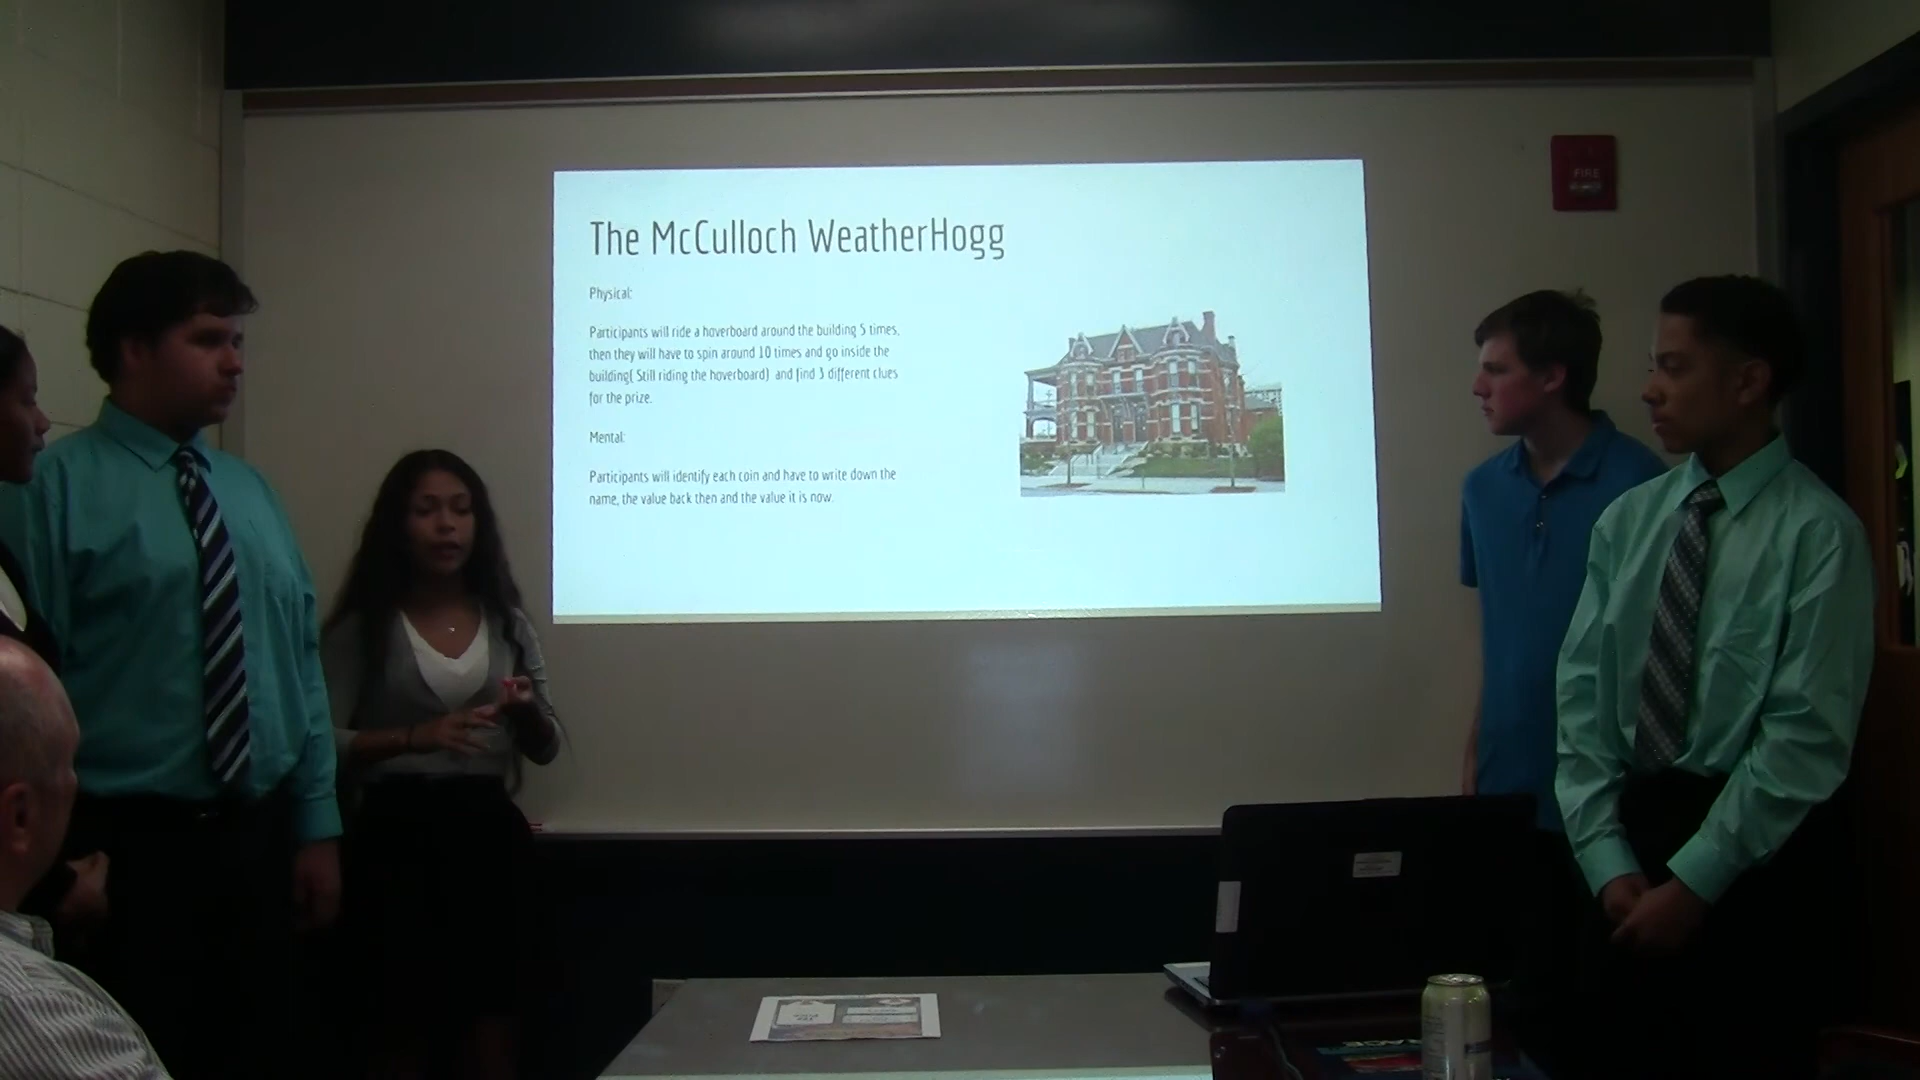 The McCulloch WeatherHogg
Physical:
Participants will ride a hoverboard around the building 5 times,
then they will have to spin around 10 times and go inside the
building( Still riding the hoverboard) and find 3 different clues
for the prize.
Mental:
Participants will identify each coin and have to write down the
name, the value back then and the value it is now.
FIRE